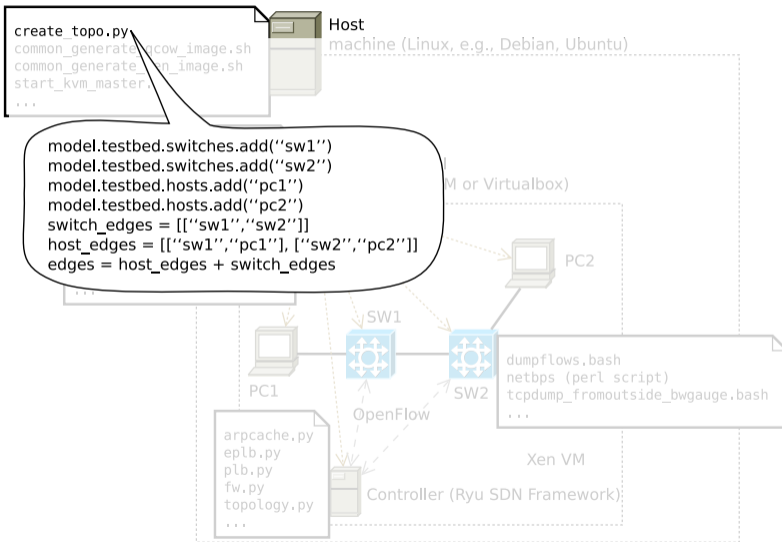 create_topo.py
common_generate_qcow_image.sh
common_generate_xen_image.sh
start_kvm_master.
...
Host
machine (Linux, e.g., Debian, Ubuntu)
model.testbed.switches.add(‘‘sw1’’)
model.testbed.switches.add(‘‘sw2’’)
model.testbed.hosts.add(‘‘pc1’’)
model.testbed.hosts.add(‘‘pc2’’)
switch_edges = [[‘‘sw1’’,‘‘sw2’’]]
host_edges = [[‘‘sw1’’,‘‘pc1’’], [‘‘sw2’’,‘‘pc2’’]]
edges = host_edges + switch_edges
M or Virtualbox)
...
PC2
SW1
PC1
SW2
OpenFlow
dumpflows.bash
netbps (perl script)
tcpdump_fromoutside_bwgauge.bash
...
arpcache.py
eplb.py
plb.py
fw.py
topology.py
...
Xen VM
Controller (Ryu SDN Framework)